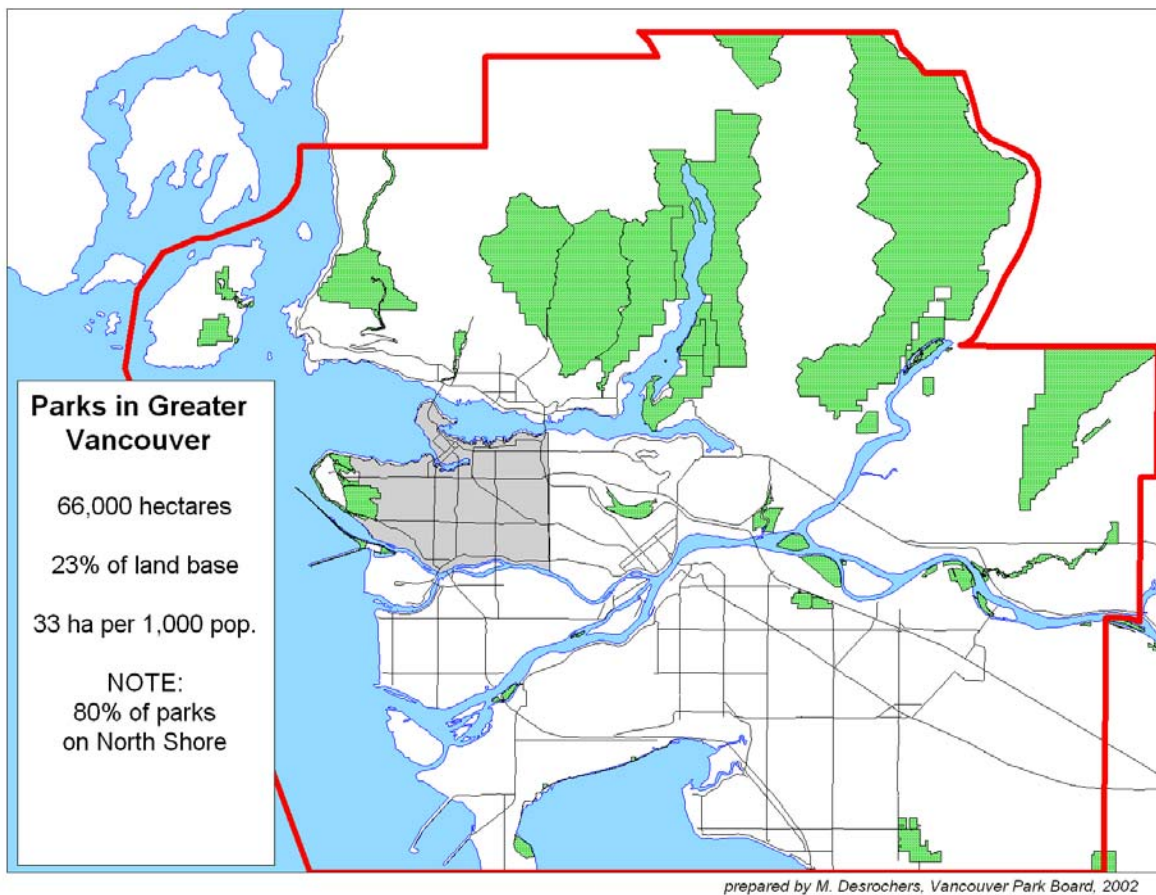 Parks in Greater
Vancouver
66,000 hectares
23% of land base
33 ha per 1,000 pop.
NOTE:
80% of parks
on North Shore
prepared by M. Desrochers, Vancouver Park Board, 2002